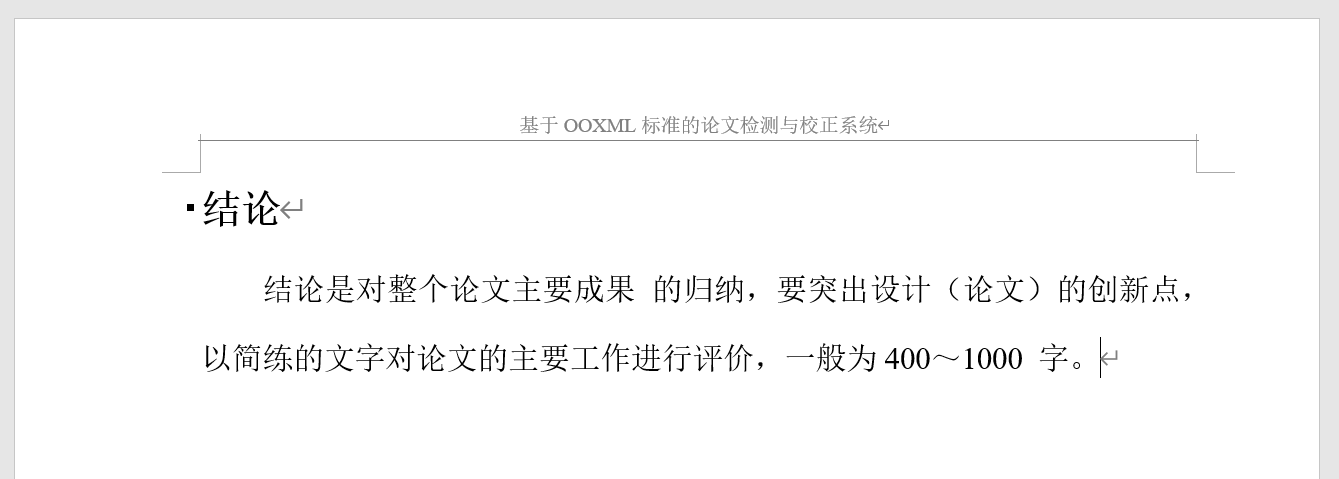 基于 OOXML 标准的论文检测与校正系统
结论
结论是对整个论文主要成果 的归纳，要突出设计（论文）的创新点，
以简练的文字对论文的主要工作进行评价，一般为 400～1000 字。